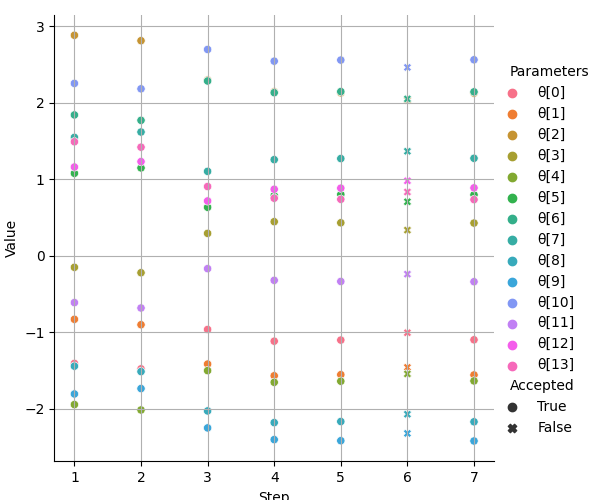 3
2
1
0
−1
−2
Value
1 2 3 4 5 6 7
Step
Parameters
θ[0]
θ[1]
θ[2]
θ[3]
θ[4]
θ[5]
θ[6]
θ[7]
θ[8]
θ[9]
θ[10]
θ[11]
θ[12]
θ[13]
Accepted
True
False